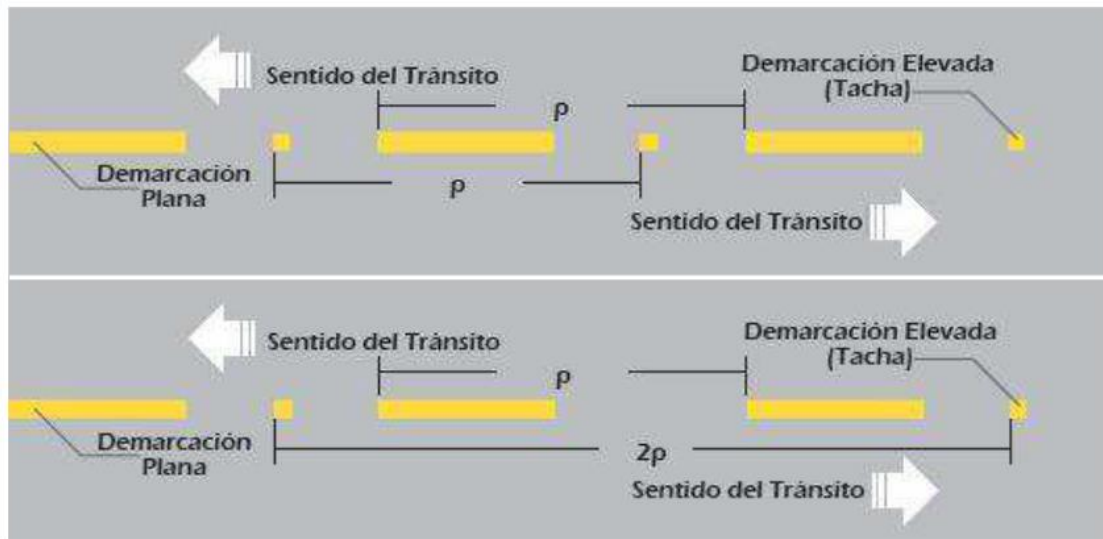 Sentido del Tránsito
Demarcación Elevada
(Tacha)
ρ
Demarcación
Plana
ρ
Sentido del Tránsito
Sentido del Tránsito
Demarcación Elevada
(Tacha)
ρ
Demarcación
Plana
2ρ
Sentido del Tránsito